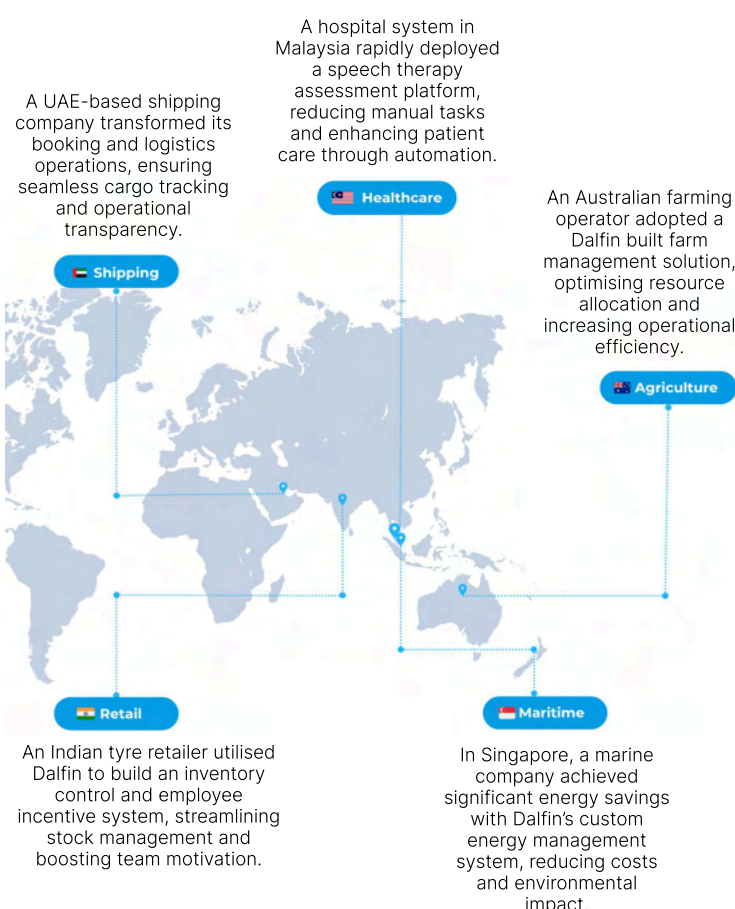 A hospital system in
Malaysia rapidly deployed
a speech therapy
assessment platform,
reducing manual tasks
and enhancing patient
care through automation.
Healthcare
A UAE-based shipping
company transformed its
booking and logistics
operations, ensuring
seamless cargo tracking
and operational
transparency.
Shipping
An Australian farming
operator adopted a
Dalfin built farm
management solution,
optimising resource
allocation and
increasing operational
efficiency.
Agriculture
Retail
An Indian tyre retailer utilised
Dalfin to build an inventory
control and employee
incentive system, streamlining
stock management and
boosting team motivation.
Maritime
In Singapore, a marine
company achieved
significant energy savings
with Dalfin’s custom
energy management
system, reducing costs
and environmental
impact.